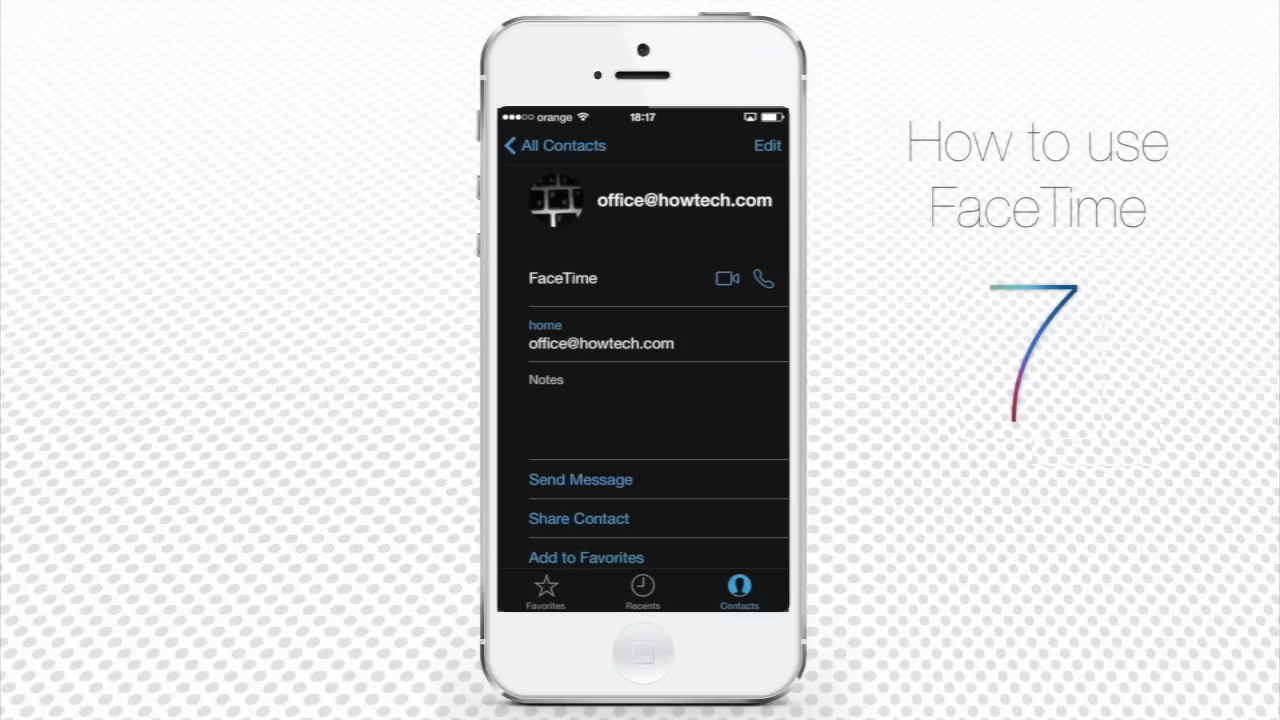 orange 18:17
All Contacts Edit
office@howtech.com
FaceTime
home
office@howtech.com
Notes
Send Message
Share Contact
Add to Favorites
Favorites Recents Contacts
How to use
FaceTime
7